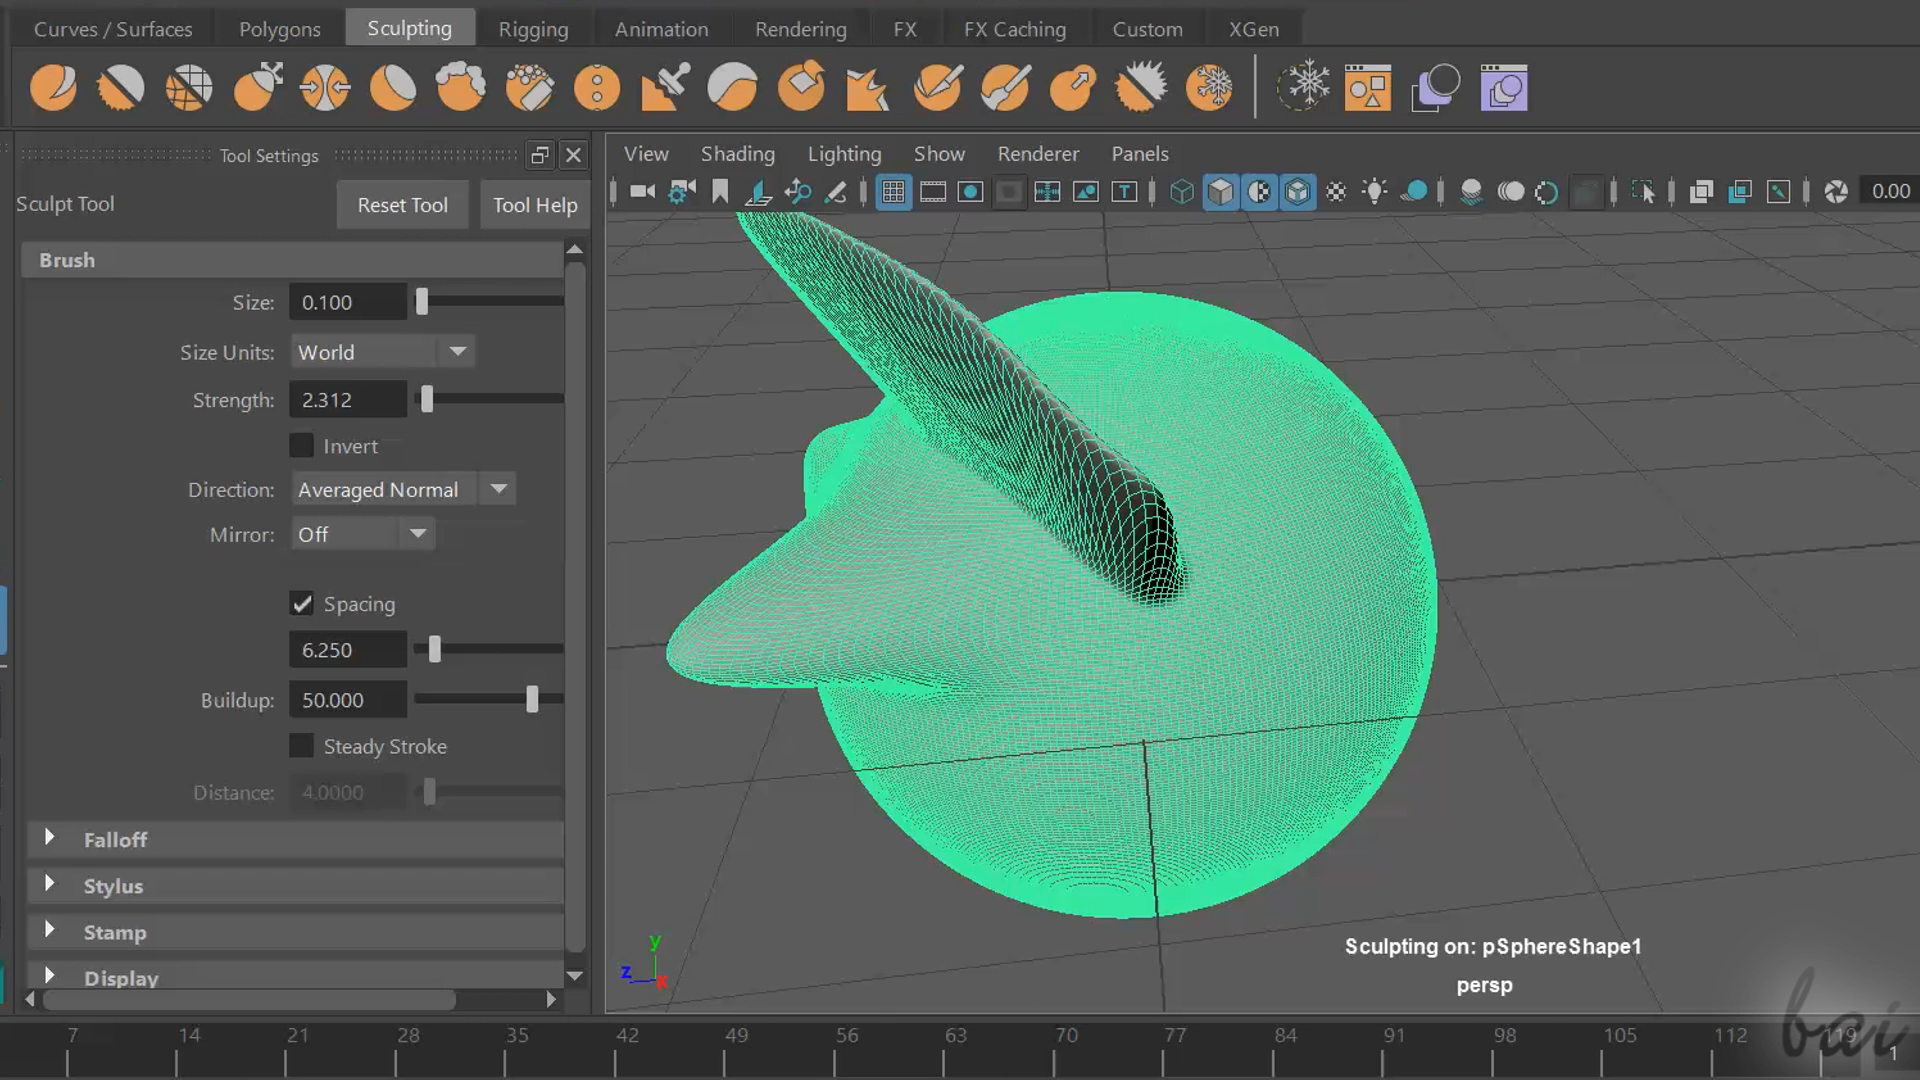 Curves / Surfaces Polygons Sculpting Rigging Animation Rendering FX FX Caching Custom XGen
Tool Settings
Sculpt Tool Reset Tool Tool Help
Brush
Size: 0.100
Size Units: World
Strength: 2.312
Invert
Direction: Averaged Normal
Mirror: Off
Spacing
6.250
Buildup: 50.000
Steady Stroke
Distance: 4.0000
Falloff
Stylus
Stamp
Display
View Shading Lighting Show Renderer Panels
T 0.00
y
z x
Sculpting on: pSphereShape1
persp
7 14 21 28 35 42 49 56 63 70 77 84 91 98 105 112 119
1
bai